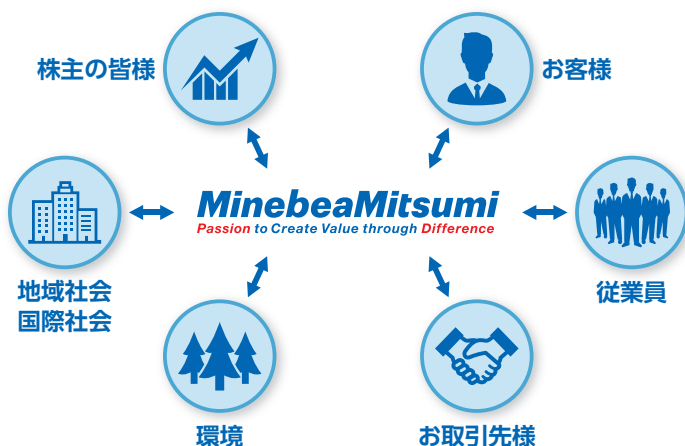 株主の皆様
お客様
MinebeaMitsumi
Passion to Create Value through Difference
地域社会
国際社会
従業員
環境
お取引先様